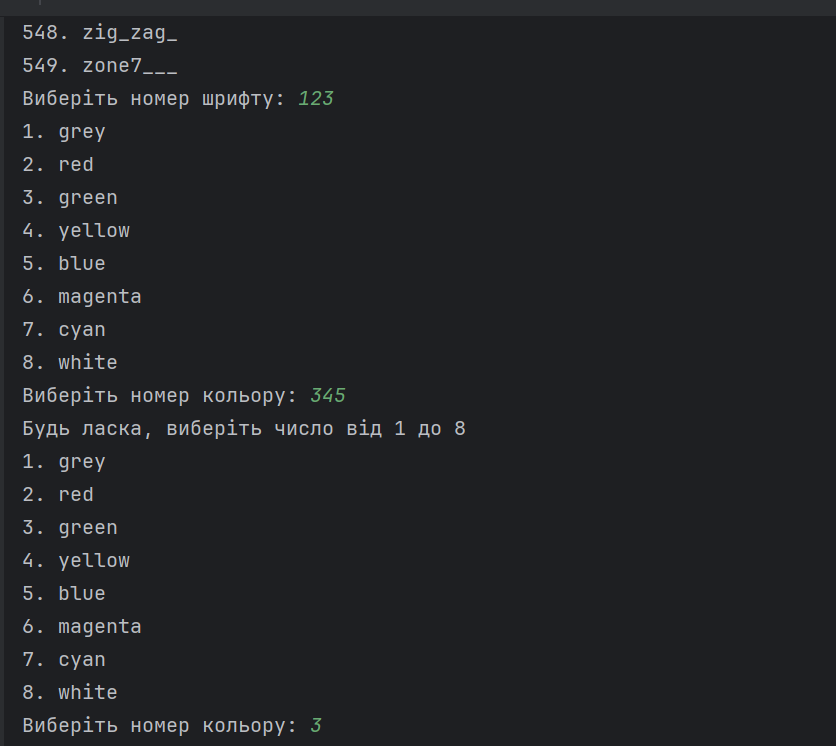 548. zig_zag_
549. zone7___
Виберіть номер шрифту: 123
1. grey
2. red
3. green
4. yellow
5. blue
6. magenta
7. cyan
8. white
Виберіть номер кольору: 345
Будь ласка, виберіть число від 1 до 8
1. grey
2. red
3. green
4. yellow
5. blue
6. magenta
7. cyan
8. white
Виберіть номер кольору: 3